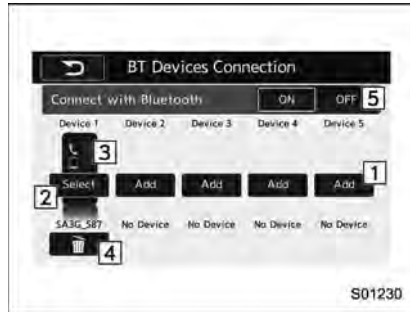 BT Devices Connection
Connect with Bluetooth ON OFF 5
Device 1 Device 2 Device 3 Device 4 Device 5
3
1
Select Add Add Add Add
2
SA3G_587 No Device No Device No Device No Device
4
S01230